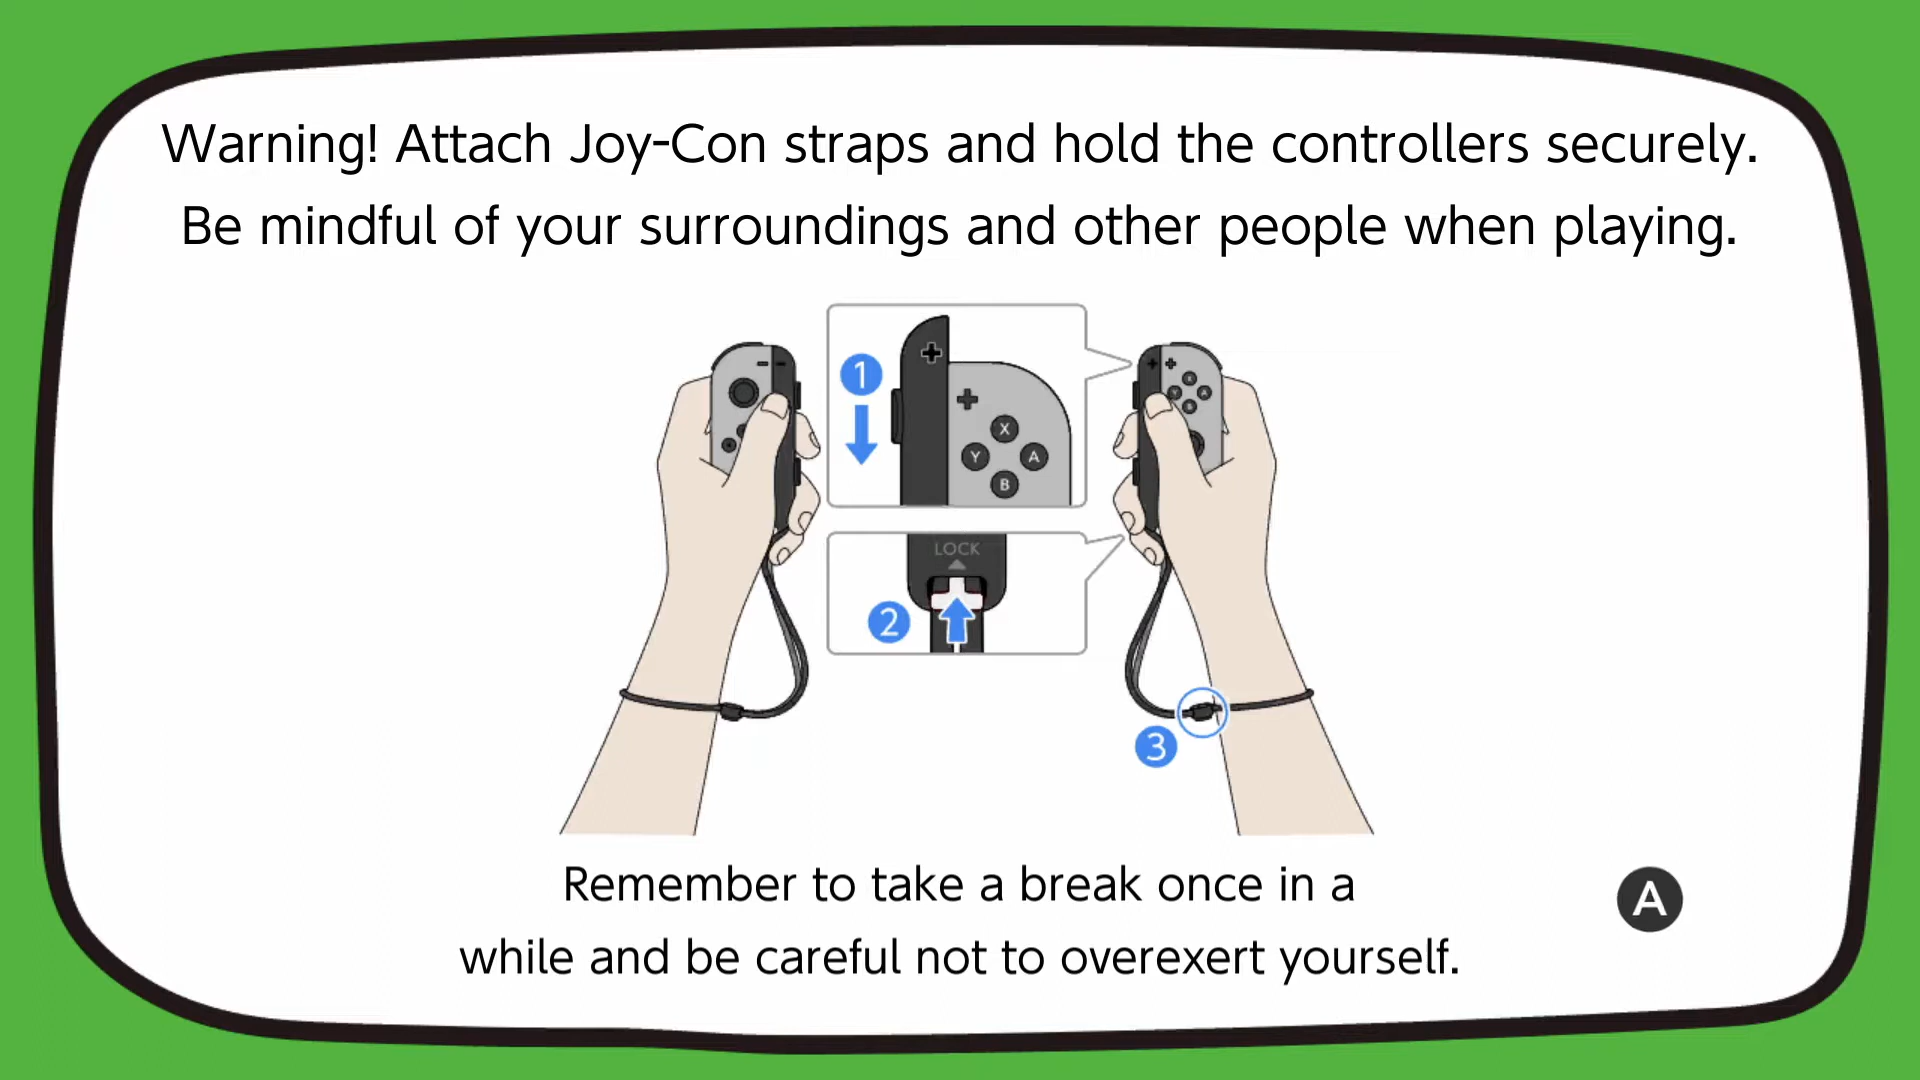 Warning! Attach Joy-Con straps and hold the controllers securely.
Be mindful of your surroundings and other people when playing.
1
X
Y
A
B
LOCK
2
3
Remember to take a break once in a
while and be careful not to overexert yourself.
A